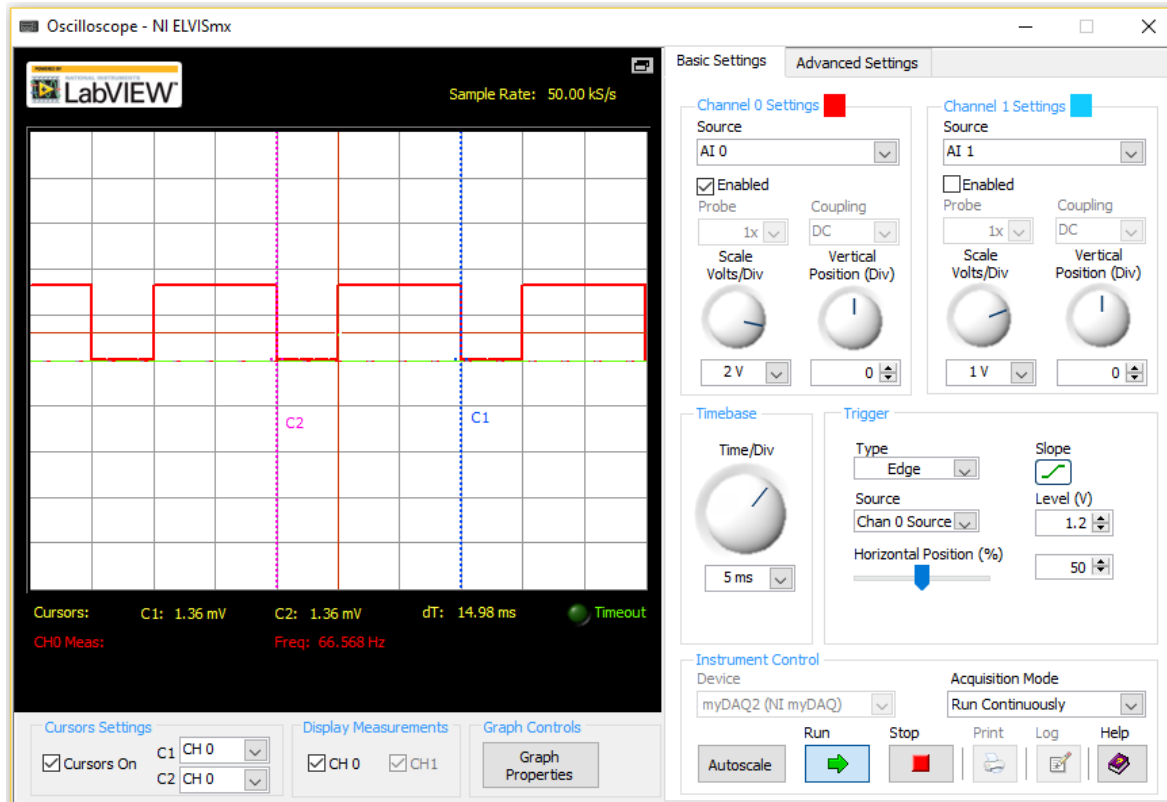 Oscilloscope - NI ELVISmx
POWERED BY
NATIONAL INSTRUMENTS
LabVIEW™
Sample Rate: 50.00 kS/s
C2
C1
Cursors: C1: 1.36 mV C2: 1.36 mV dT: 14.98 ms Timeout
CH0 Meas: Freq: 66.568 Hz
Cursors Settings
Cursors On
C1 CH 0
C2 CH 0
Display Measurements
CH 0 CH1
Graph Controls
Graph
Properties
Basic Settings Advanced Settings
Channel 0 Settings
Source
AI 0
Enabled
Probe Coupling
1x DC
Scale Vertical
Volts/Div Position (Div)
2 V 0
Channel 1 Settings
Source
AI 1
Enabled
Probe Coupling
1x DC
Scale Vertical
Volts/Div Position (Div)
1 V 0
Timebase
Time/Div
5 ms
Trigger
Type Slope
Edge
Source Level (V)
Chan 0 Source 1.2
Horizontal Position (%)
50
Instrument Control
Device Acquisition Mode
myDAQ2 (NI myDAQ) Run Continuously
Run Stop Print Log Help
Autoscale